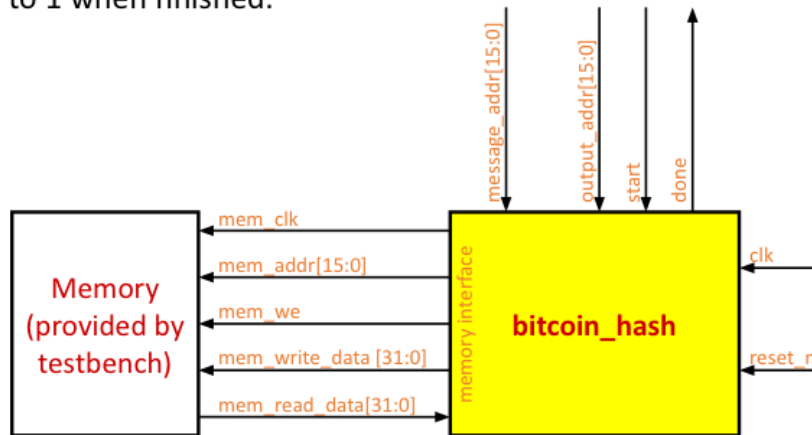 to 1 when finished.
message_addr[15:0]
output_addr[15:0]
start
done
mem_clk
mem_addr[15:0]
mem_we
mem_write_data [31:0]
mem_read_data[31:0]
Memory
(provided by
testbench)
memory interface
bitcoin_hash
clk
reset_n